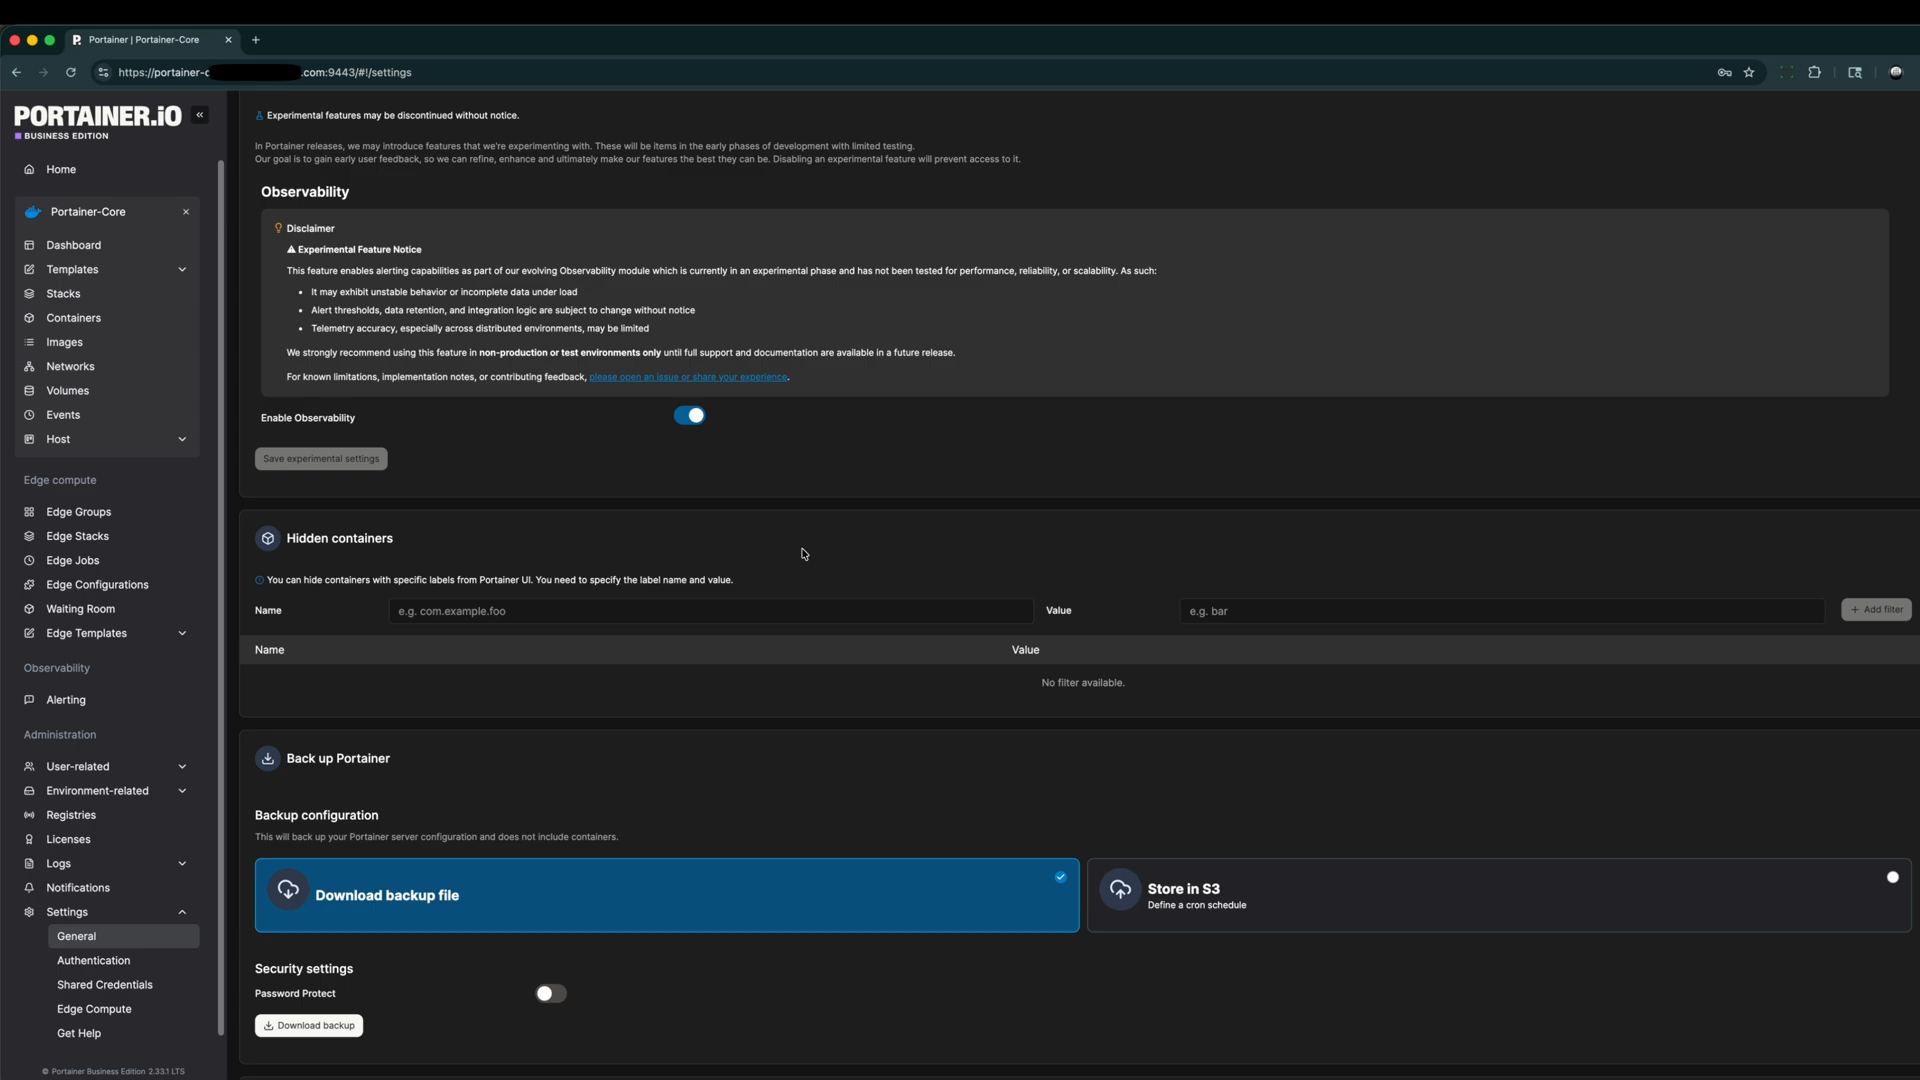 Portainer | Portainer-Core
https://portainer-c
.com:9443/#!/settings
PORTAINER.iO
BUSINESS EDITION
Home
Portainer-Core
Dashboard
Templates
Stacks
Containers
Images
Networks
Volumes
Events
Host
Edge compute
Edge Groups
Edge Stacks
Edge Jobs
Edge Configurations
Waiting Room
Edge Templates
Observability
Alerting
Administration
User-related
Environment-related
Registries
Licenses
Logs
Notifications
Settings
General
Authentication
Shared Credentials
Edge Compute
Get Help
© Portainer Business Edition 2.33.1 LTS
Experimental features may be discontinued without notice.
In Portainer releases, we may introduce features that we're experimenting with. These will be items in the early phases of development with limited testing.
Our goal is to gain early user feedback, so we can refine, enhance and ultimately make our features the best they can be. Disabling an experimental feature will prevent access to it.
Observability
Disclaimer
⚠ Experimental Feature Notice
This feature enables alerting capabilities as part of our evolving Observability module which is currently in an experimental phase and has not been tested for performance, reliability, or scalability. As such:
• It may exhibit unstable behavior or incomplete data under load
• Alert thresholds, data retention, and integration logic are subject to change without notice
• Telemetry accuracy, especially across distributed environments, may be limited
We strongly recommend using this feature in non-production or test environments only until full support and documentation are available in a future release.
For known limitations, implementation notes, or contributing feedback, please open an issue or share your experience.
Enable Observability
Save experimental settings
Hidden containers
You can hide containers with specific labels from Portainer UI. You need to specify the label name and value.
Name e.g. com.example.foo Value e.g. bar + Add filter
Name Value
No filter available.
Back up Portainer
Backup configuration
This will back up your Portainer server configuration and does not include containers.
Download backup file
Store in S3
Define a cron schedule
Security settings
Password Protect
Download backup